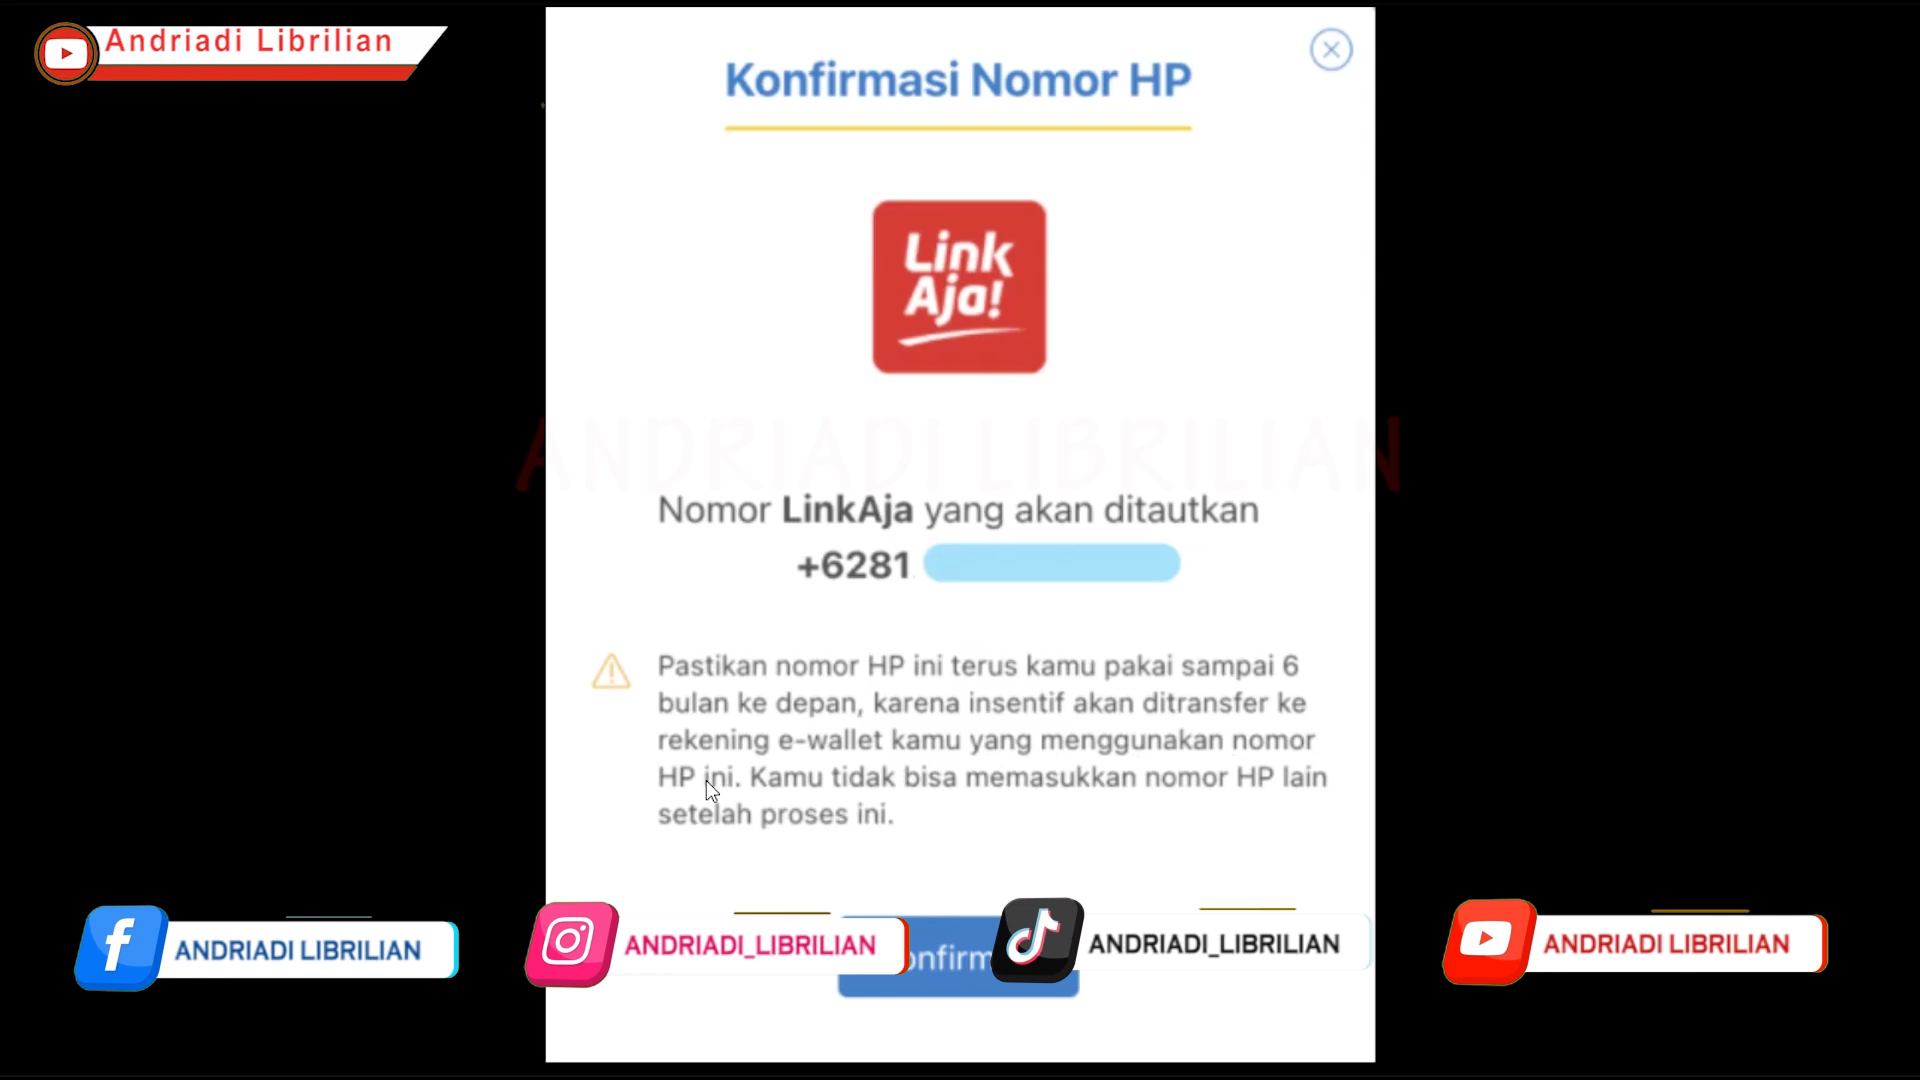 Andriadi Librilian
Konfirmasi Nomor HP
Link
Aja!
ANDRIADI LIBRILIAN
Nomor LinkAja yang akan ditautkan
+6281
Pastikan nomor HP ini terus kamu pakai sampai 6
bulan ke depan, karena insentif akan ditransfer ke
rekening e-wallet kamu yang menggunakan nomor
HP ini. Kamu tidak bisa memasukkan nomor HP lain
setelah proses ini.
ANDRIADI LIBRILIAN
ANDRIADI_LIBRILIAN
ANDRIADI_LIBRILIAN
ANDRIADI LIBRILIAN